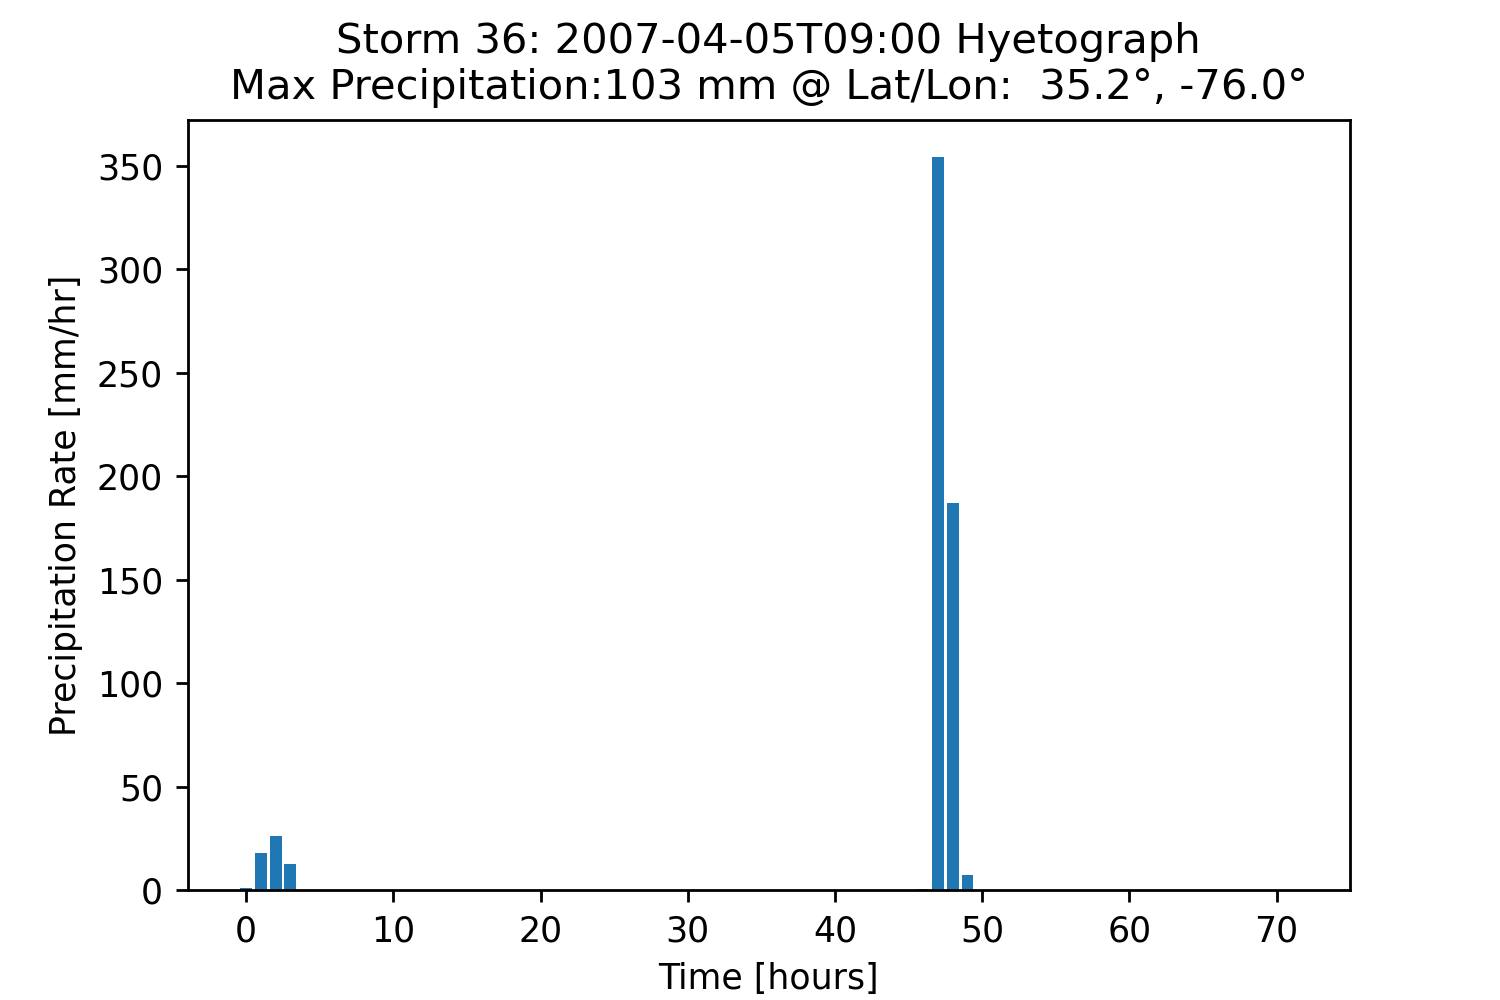 Storm 36: 2007-04-05T09:00 Hyetograph
Max Precipitation:103 mm @ Lat/Lon:  35.2°, -76.0°
350
300
250
200
150
100
50
0
Precipitation Rate [mm/hr]
0 10 20 30 40 50 60 70
Time [hours]